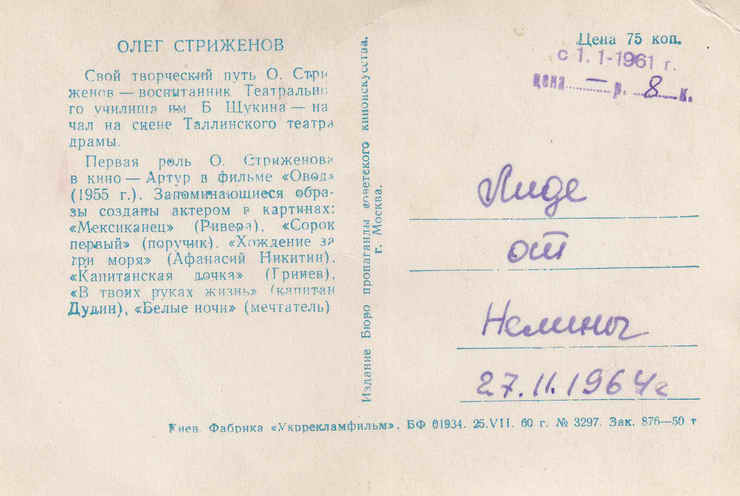 ОЛЕГ СТРИЖЕНОВ
Свой творческий путь О. Стри
женов — воспитанник Театрально
го училища им Б Щукина — на
чал на сцене Таллинского театра
драмы.
Первая роль О. Стриженова
в кино — Артур в фильме «Овод»
(1955 г.). Запоминающиеся обра-
зы созданы актером в картинах:
«Мексиканец» (Ривера), «Сорок
первый» (поручик). «Хождение за
три моря» (Афанасий Никитин).
«Капитанская дочка» (Гринев),
«В твоих руках жизнь» (капитан
Дудин), «Белые ночи» (мечтатель)
Издание Бюро пропаганды советского киноискусства.
г. Москва.
Цена 75 коп.
с 1.1-1961 г.
цена — р. 8 к.
Лиде
от
Нелины
27.11.1964г
Киев. Фабрика «Укррекламфильм». БФ 01934. 25.VII. 60 г. № 3297. Зак. 876—50 т